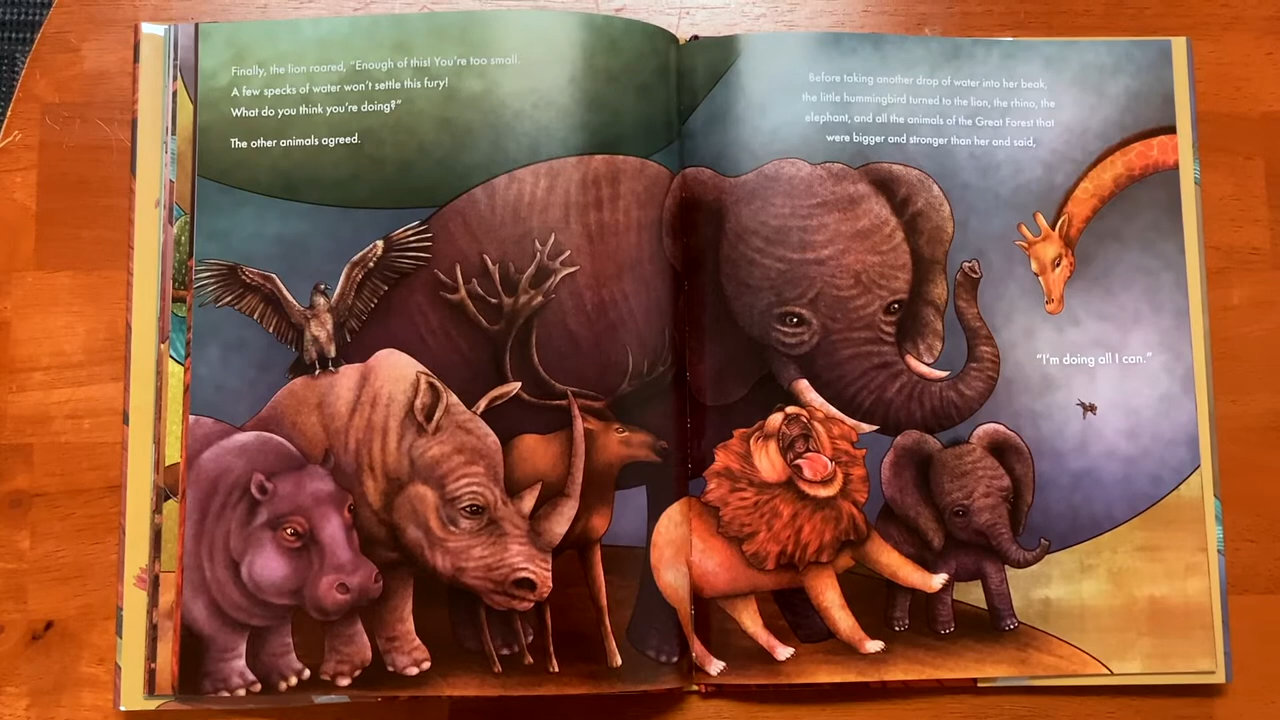 Finally, the lion roared, "Enough of this! You're too small.
A few specks of water won't settle this fury!
What do you think you're doing?"
The other animals agreed.
Before taking another drop of water into her beak,
the little hummingbird turned to the lion, the rhino, the
elephant, and all the animals of the Great Forest that
were bigger and stronger than her and said,
"I'm doing all I can."